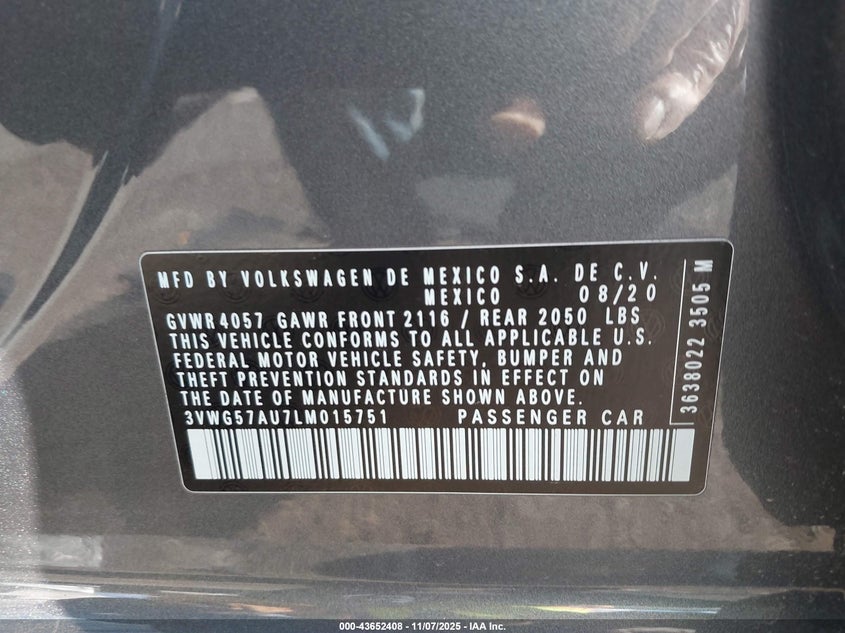 MFD BY VOLKSWAGEN DE MEXICO S.A. DE C.V.
MEXICO 08/20
GVWR 4057 GAWR FRONT 2116 / REAR 2050 LBS
THIS VEHICLE CONFORMS TO ALL APPLICABLE U.S.
FEDERAL MOTOR VEHICLE SAFETY, BUMPER AND
THEFT PREVENTION STANDARDS IN EFFECT ON
THE DATE OF MANUFACTURE SHOWN ABOVE.
3VWG57AU7LM015751 PASSENGER CAR
3638022 3505 M
000-43652408 - 11/07/2025 - IAA Inc.